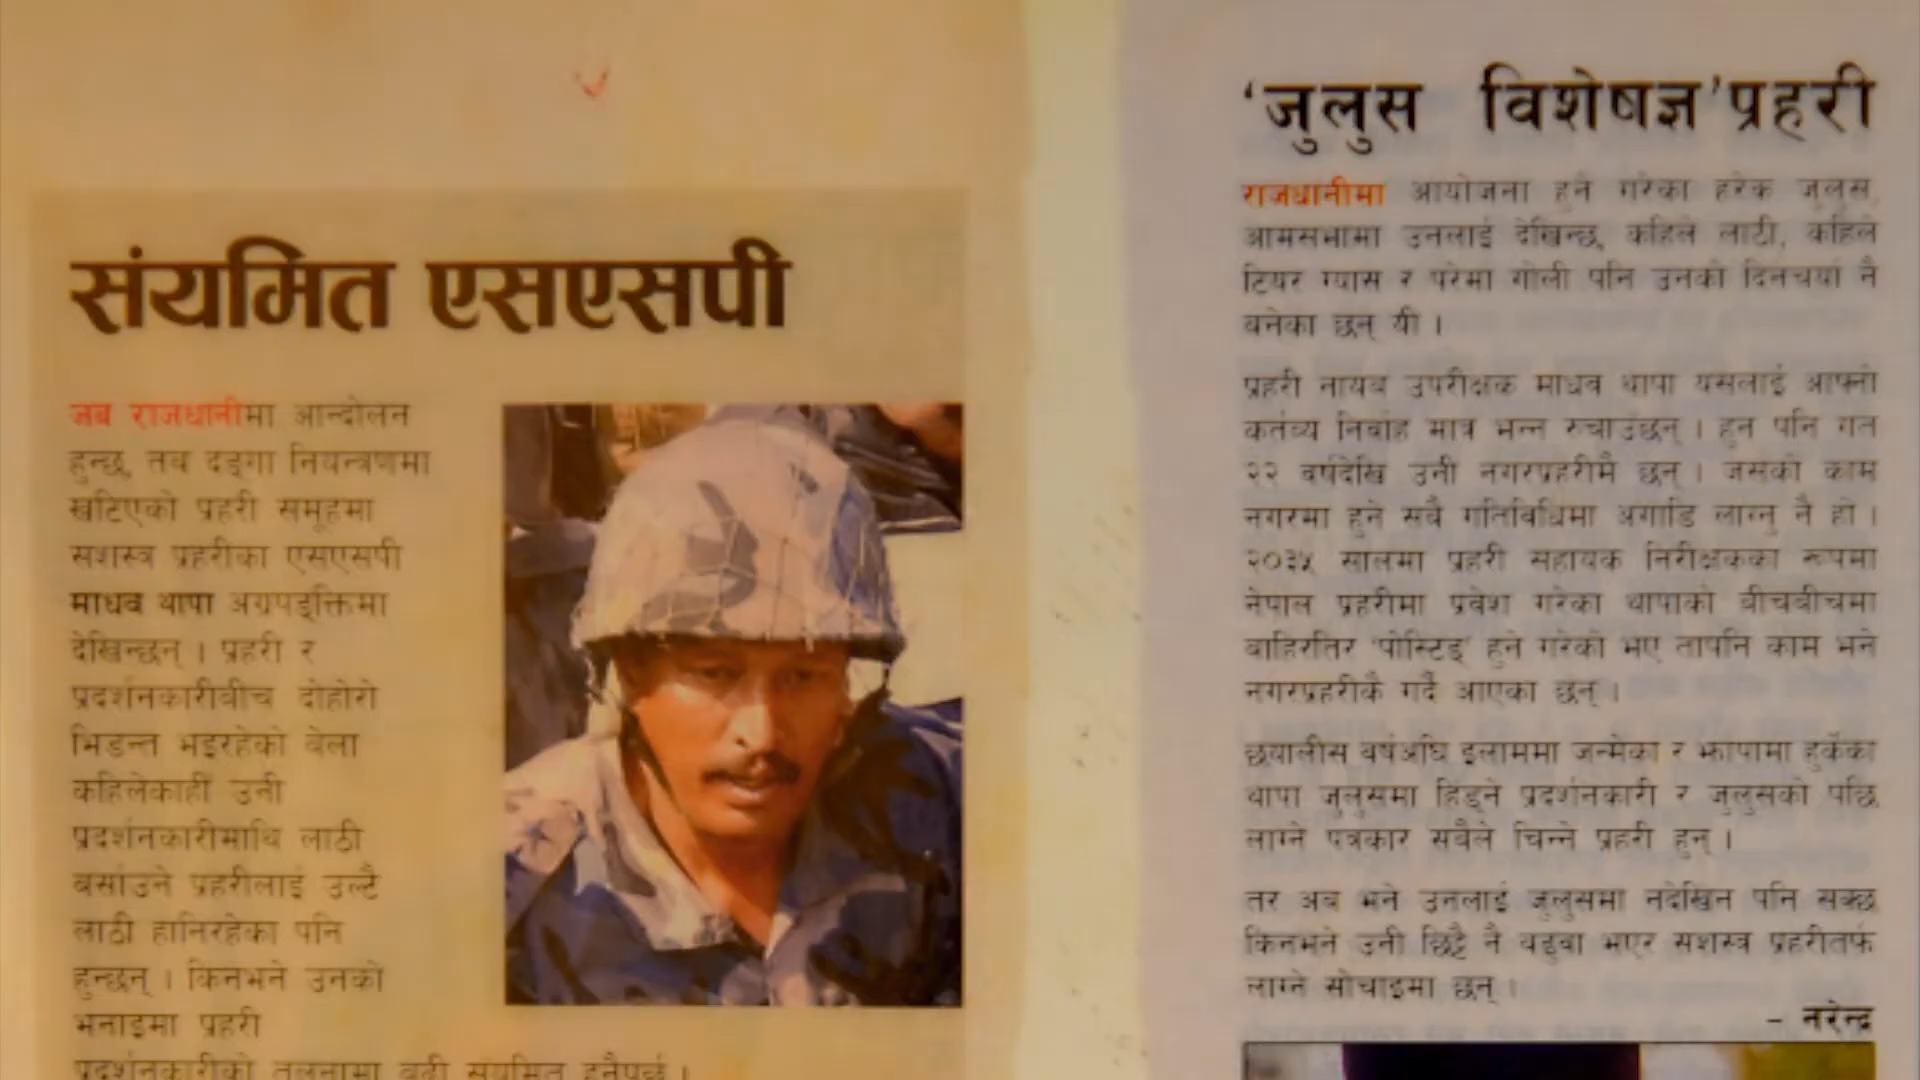 संयमित एसएसपी
जब राजधानीमा आन्दोलन
हुन्छ, तब दङ्गा नियन्त्रणमा
खटिएको प्रहरी समूहमा
सशस्त्र प्रहरीका एसएसपी
माधव थापा अग्रपङ्क्तिमा
देखिन्छन् । प्रहरी र
प्रदर्शनकारीबीच दोहोरो
भिडन्त भइरहेको बेला
कहिलेकाहीँ उनी
प्रदर्शनकारीमाथि लाठी
बर्साउने प्रहरीलाई उल्टै
लाठी हानिरहेका पनि
हुन्छन् । किनभने उनको
भनाइमा प्रहरी
प्रदर्शनकारीको तुलनामा बढी संयमित हुनैपर्छ ।
'जुलुस विशेषज्ञ'प्रहरी
राजधानीमा आयोजना हुने गरेका हरेक जुलुस,
आमसभामा उनलाई देखिन्छ, कहिले लाठी, कहिले
टियर ग्यास र परेमा गोली पनि उनको दिनचर्या नै
बनेका छन् यी ।
प्रहरी नायब उपरीक्षक माधव थापा यसलाई आफ्नो
कर्तव्य निर्वाह मात्र भन्न रुचाउँछन् । हुन पनि गत
२२ वर्षदेखि उनी नगरप्रहरीमै छन् । जसको काम
नगरमा हुने सबै गतिविधिमा अगाडि लाग्नु नै हो ।
२०३५ सालमा प्रहरी सहायक निरीक्षकका रूपमा
नेपाल प्रहरीमा प्रवेश गरेका थापाको बीचबीचमा
बाहिरतिर 'पोस्टिङ' हुने गरेको भए तापनि काम भने
नगरप्रहरीकै गर्दै आएका छन् ।
छयालीस वर्षअघि इलाममा जन्मेका र झापामा हुर्केका
थापा जुलुसमा हिँड्ने प्रदर्शनकारी र जुलुसको पछि
लाग्ने पत्रकार सबैले चिन्ने प्रहरी हुन् ।
तर अब भने उनलाई जुलुसमा नदेखिन पनि सक्छ
किनभने उनी छिट्टै नै बढुवा भएर सशस्त्र प्रहरीतर्फ
लाग्ने सोचाइमा छन् ।
- नरेन्द्र